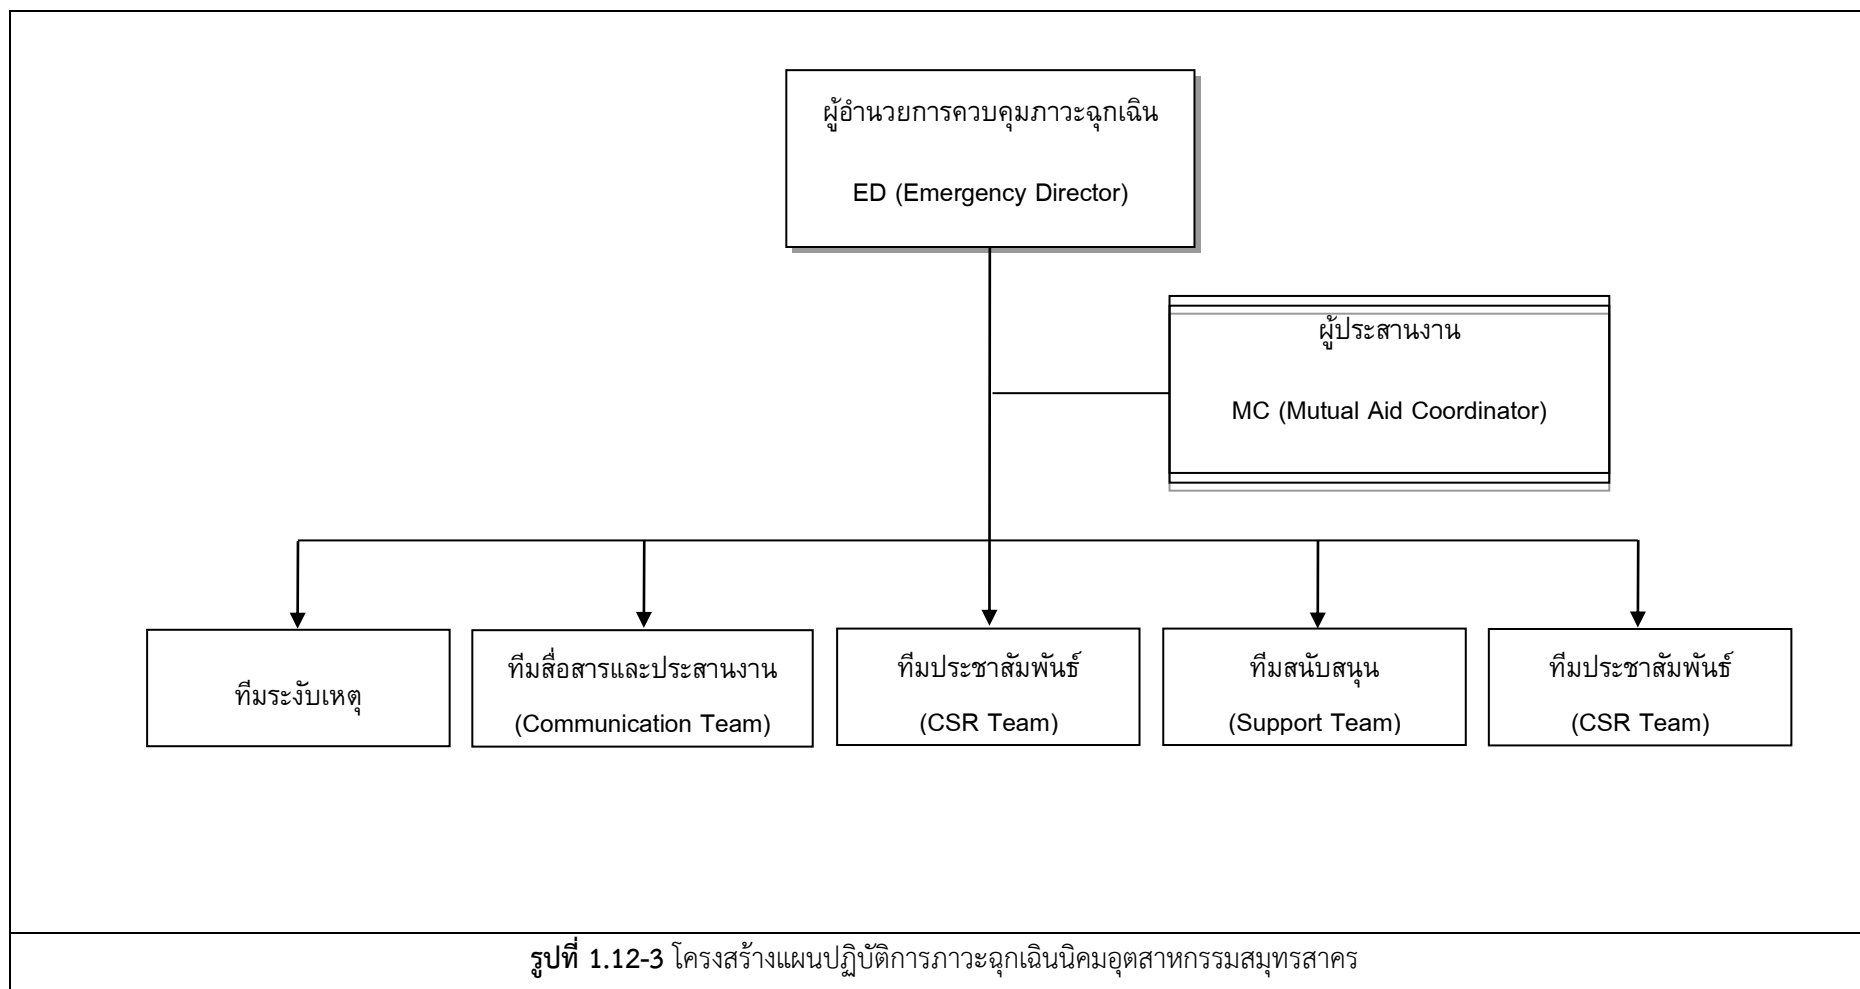 ผู้อำนวยการควบคุมภาวะฉุกเฉิน
ED (Emergency Director)
ผู้ประสานงาน
MC (Mutual Aid Coordinator)
ทีมระงับเหตุ
ทีมสื่อสารและประสานงาน
(Communication Team)
ทีมประชาสัมพันธ์
(CSR Team)
ทีมสนับสนุน
(Support Team)
ทีมประชาสัมพันธ์
(CSR Team)
รูปที่ 1.12-3 โครงสร้างแผนปฏิบัติการภาวะฉุกเฉินนิคมอุตสาหกรรมสมุทรสาคร